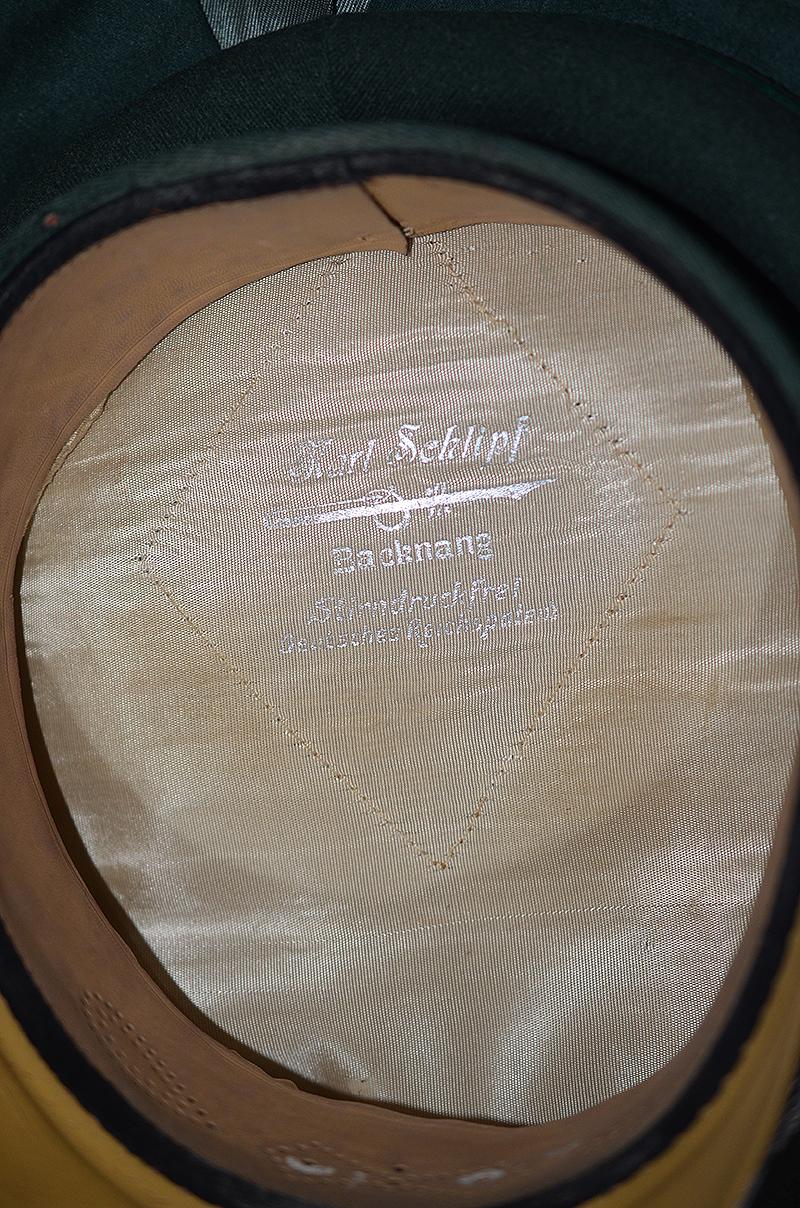 Karl Schlipf
Backnang
Stirndruckfrei
Deutsches Reichspatent